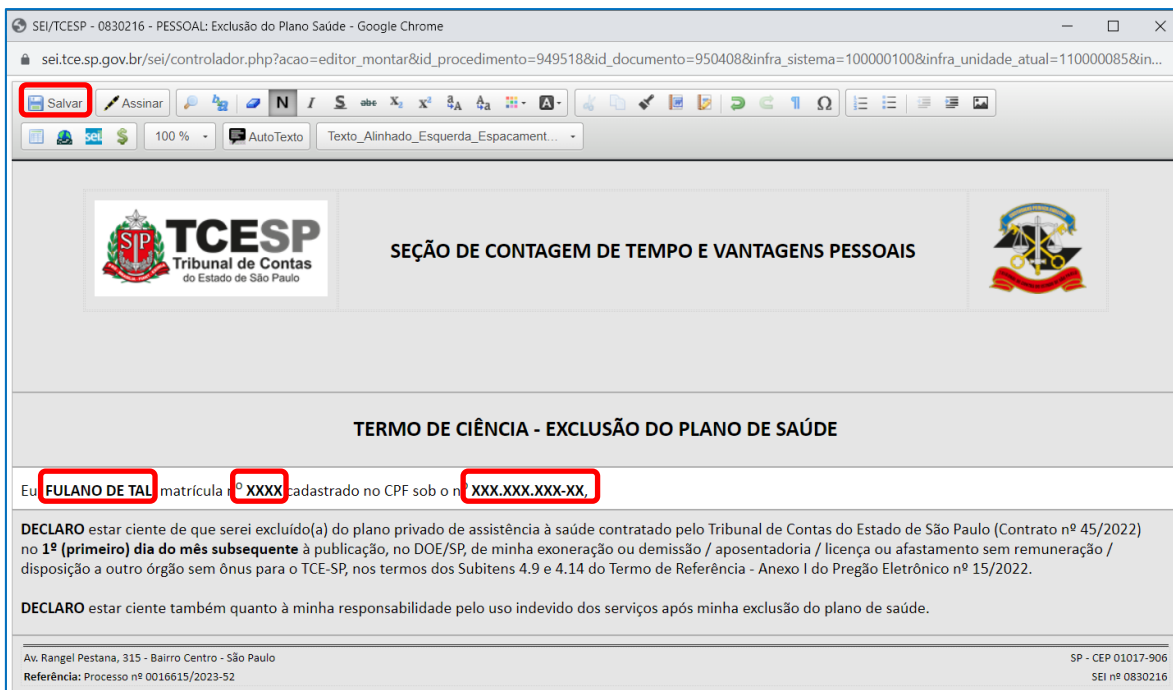 SEI/TCESP - 0830216 - PESSOAL: Exclusão do Plano Saúde - Google Chrome
sei.tce.sp.gov.br/sei/controlador.php?acao=editor_montar&id_procedimento=949518&id_documento=950408&infra_sistema=100000100&infra_unidade_atual=110000085&in...
Salvar Assinar N I S abc X₂ X² A A
sei $ 100 % AutoTexto Texto_Alinhado_Esquerda_Espacament...
TCESP
Tribunal de Contas
do Estado de São Paulo
SEÇÃO DE CONTAGEM DE TEMPO E VANTAGENS PESSOAIS
TERMO DE CIÊNCIA - EXCLUSÃO DO PLANO DE SAÚDE
Eu FULANO DE TAL matrícula nº XXXX cadastrado no CPF sob o nº XXX.XXX.XXX-XX,
DECLARO estar ciente de que serei excluído(a) do plano privado de assistência à saúde contratado pelo Tribunal de Contas do Estado de São Paulo (Contrato nº 45/2022)
no 1º (primeiro) dia do mês subsequente à publicação, no DOE/SP, de minha exoneração ou demissão / aposentadoria / licença ou afastamento sem remuneração /
disposição a outro órgão sem ônus para o TCE-SP, nos termos dos Subitens 4.9 e 4.14 do Termo de Referência - Anexo I do Pregão Eletrônico nº 15/2022.
DECLARO estar ciente também quanto à minha responsabilidade pelo uso indevido dos serviços após minha exclusão do plano de saúde.
Av. Rangel Pestana, 315 - Bairro Centro - São Paulo SP - CEP 01017-906
Referência: Processo nº 0016615/2023-52 SEI nº 0830216